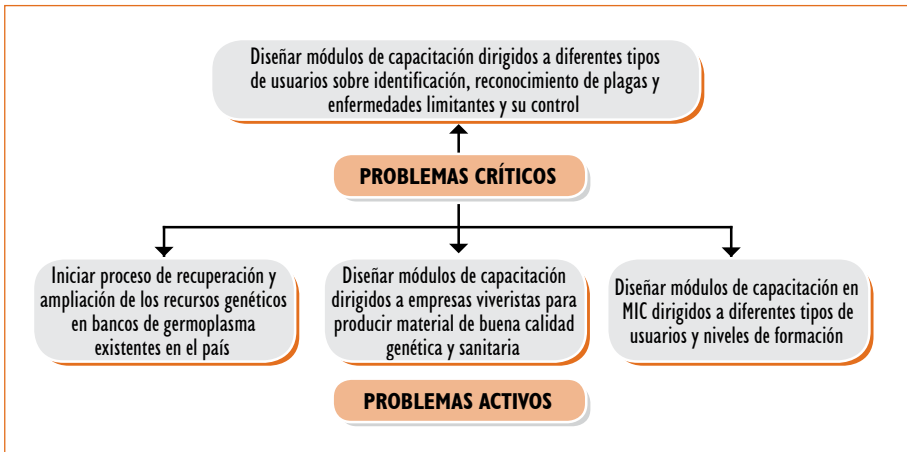 Diseñar módulos de capacitación dirigidos a diferentes tipos
de usuarios sobre identificación, reconocimiento de plagas y
enfermedades limitantes y su control
PROBLEMAS CRÍTICOS
Iniciar proceso de recuperación y
ampliación de los recursos genéticos
en bancos de germoplasma
existentes en el país
Diseñar módulos de capacitación
dirigidos a empresas viveristas para
producir material de buena calidad
genética y sanitaria
Diseñar módulos de capacitación en
MIC dirigidos a diferentes tipos de
usuarios y niveles de formación
PROBLEMAS ACTIVOS